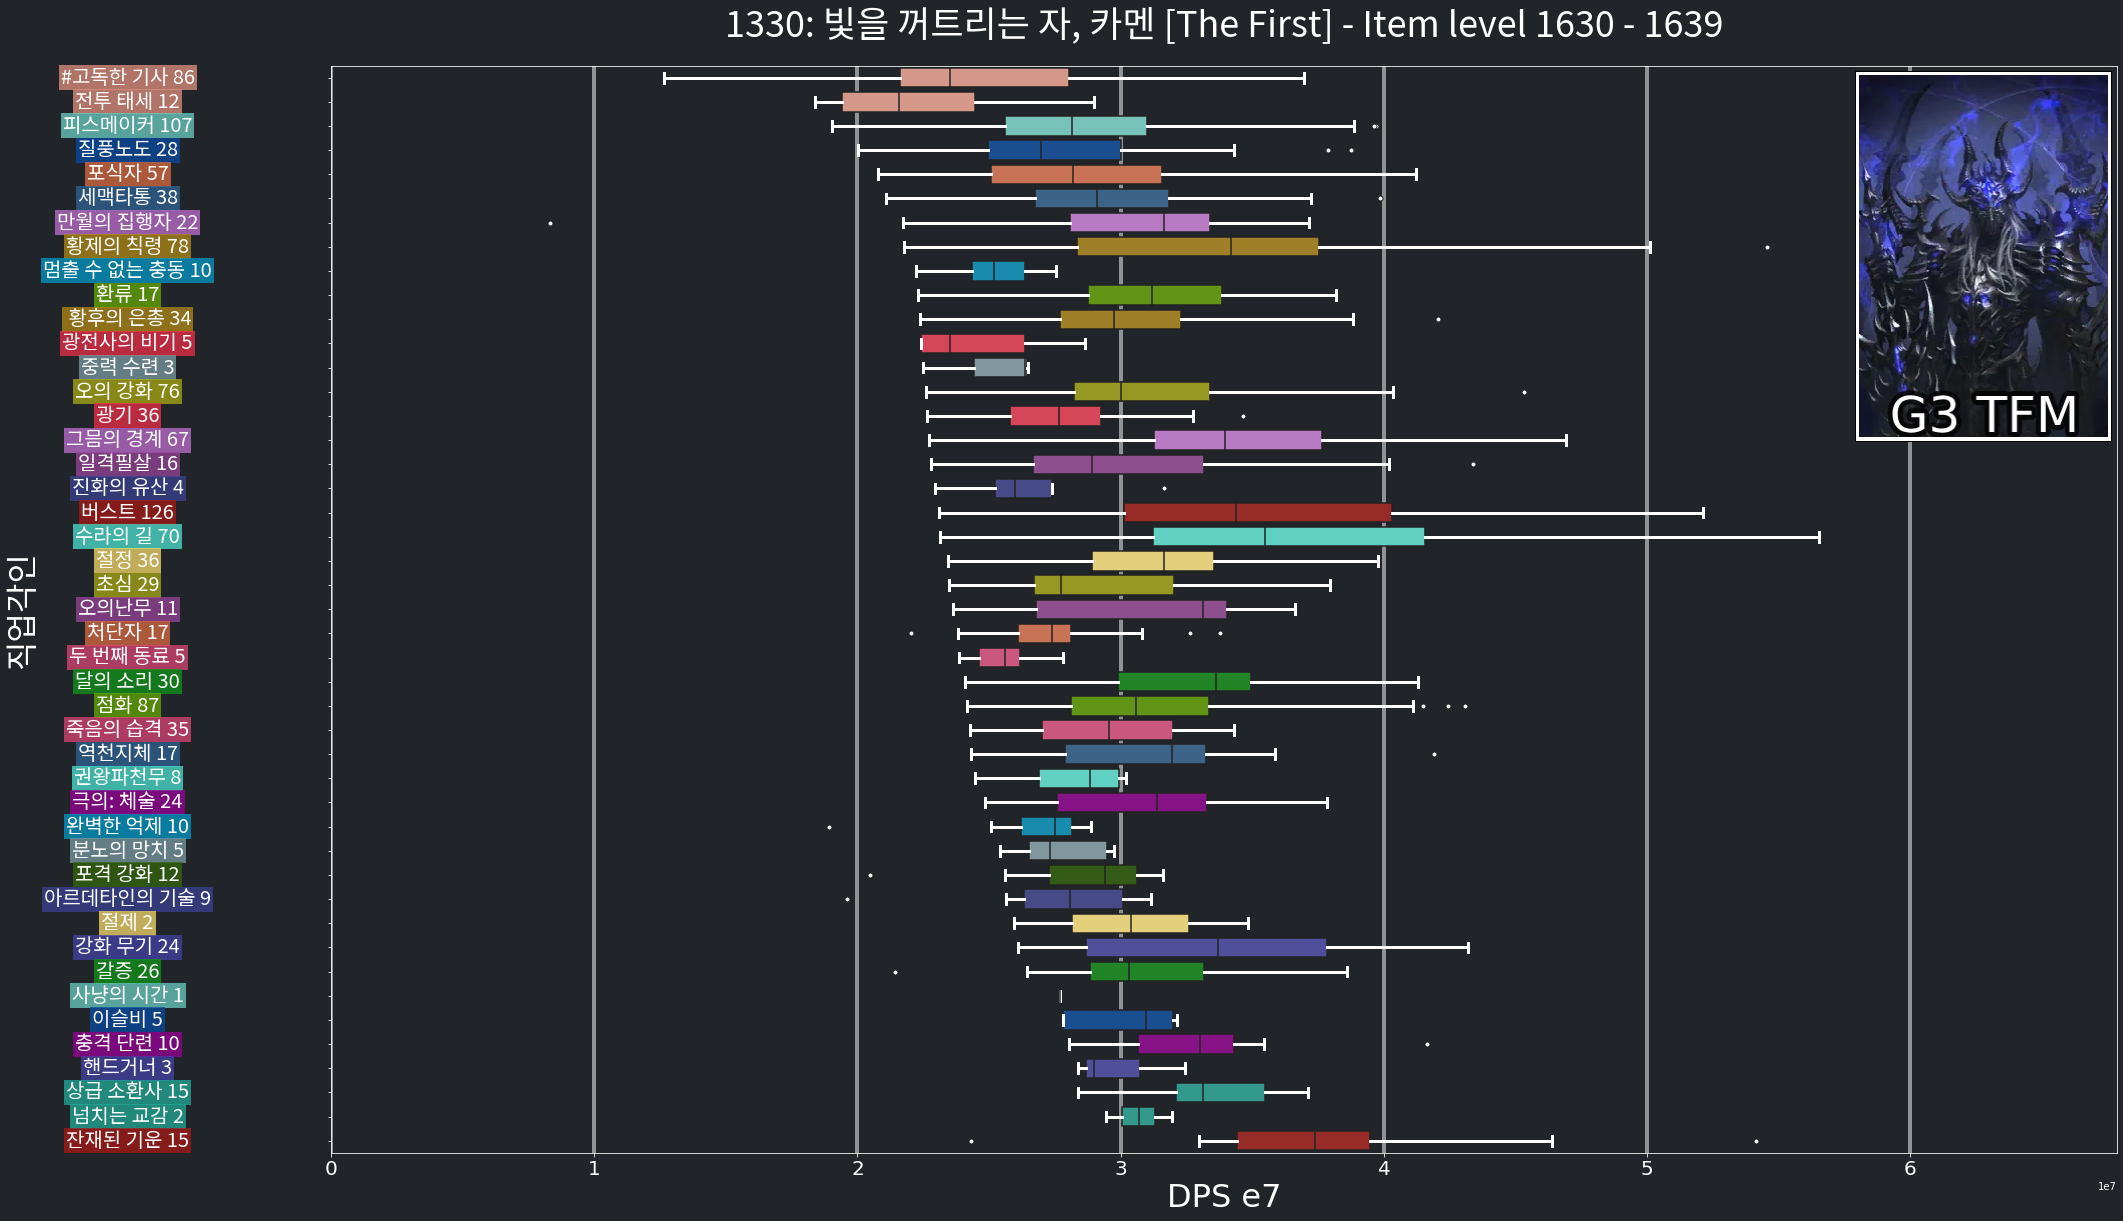 1330: 빛을 꺼트리는 자, 카멘 [The First] - Item level 1630 - 1639
직업각인
#고독한 기사 86
전투 태세 12
피스메이커 107
질풍노도 28
포식자 57
세맥타통 38
만월의 집행자 22
황제의 칙령 78
멈출 수 없는 충동 10
환류 17
황후의 은총 34
광전사의 비기 5
중력 수련 3
오의 강화 76
광기 36
그믐의 경계 67
일격필살 16
진화의 유산 4
버스트 126
수라의 길 70
절정 36
초심 29
오의난무 11
처단자 17
두 번째 동료 5
달의 소리 30
점화 87
죽음의 습격 35
역천지체 17
권왕파천무 8
극의: 체술 24
완벽한 억제 10
분노의 망치 5
포격 강화 12
아르데타인의 기술 9
절제 2
강화 무기 24
갈증 26
사냥의 시간 1
이슬비 5
충격 단련 10
핸드거너 3
상급 소환사 15
넘치는 교감 2
잔재된 기운 15
G3 TFM
0 1 2 3 4 5 6
1e7
DPS e7